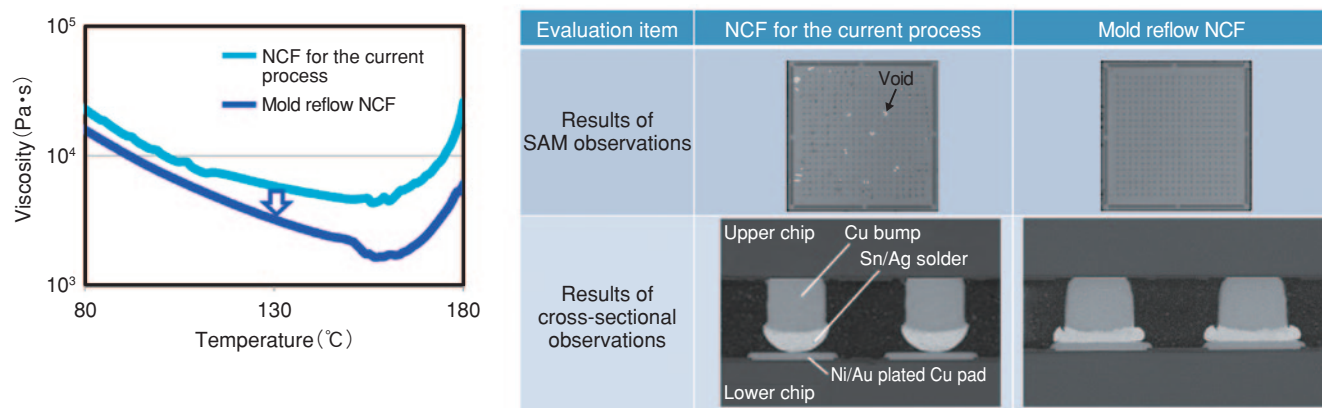 10⁵
10⁴
10³
Viscosity(Pa•s)
NCF for the current
process
Mold reflow NCF
80
130
180
Temperature(℃)
Evaluation item
NCF for the current process
Mold reflow NCF
Results of
SAM observations
Void
Results of
cross-sectional
observations
Upper chip
Cu bump
Sn/Ag solder
Ni/Au plated Cu pad
Lower chip